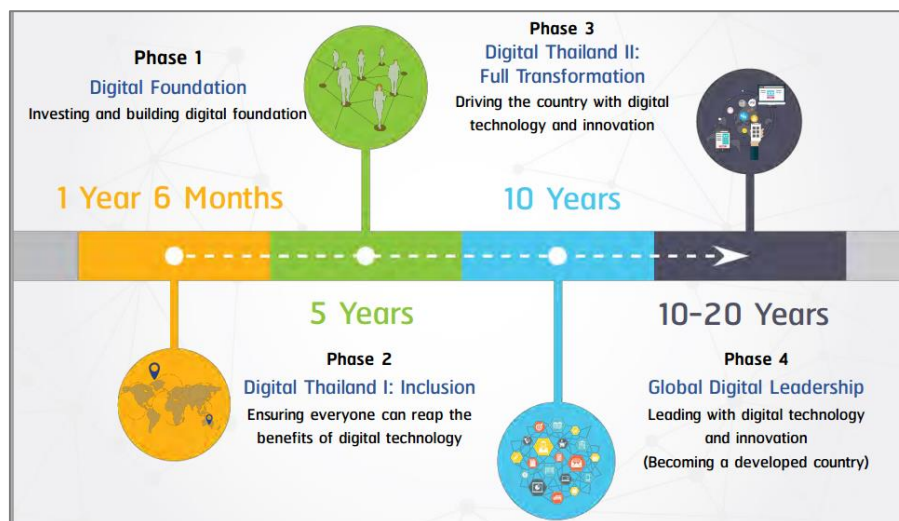 Phase 1
Digital Foundation
Investing and building digital foundation
1 Year 6 Months
5 Years
Phase 2
Digital Thailand I: Inclusion
Ensuring everyone can reap the
benefits of digital technology
Phase 3
Digital Thailand II:
Full Transformation
Driving the country with digital
technology and innovation
10 Years
10-20 Years
Phase 4
Global Digital Leadership
Leading with digital technology
and innovation
(Becoming a developed country)